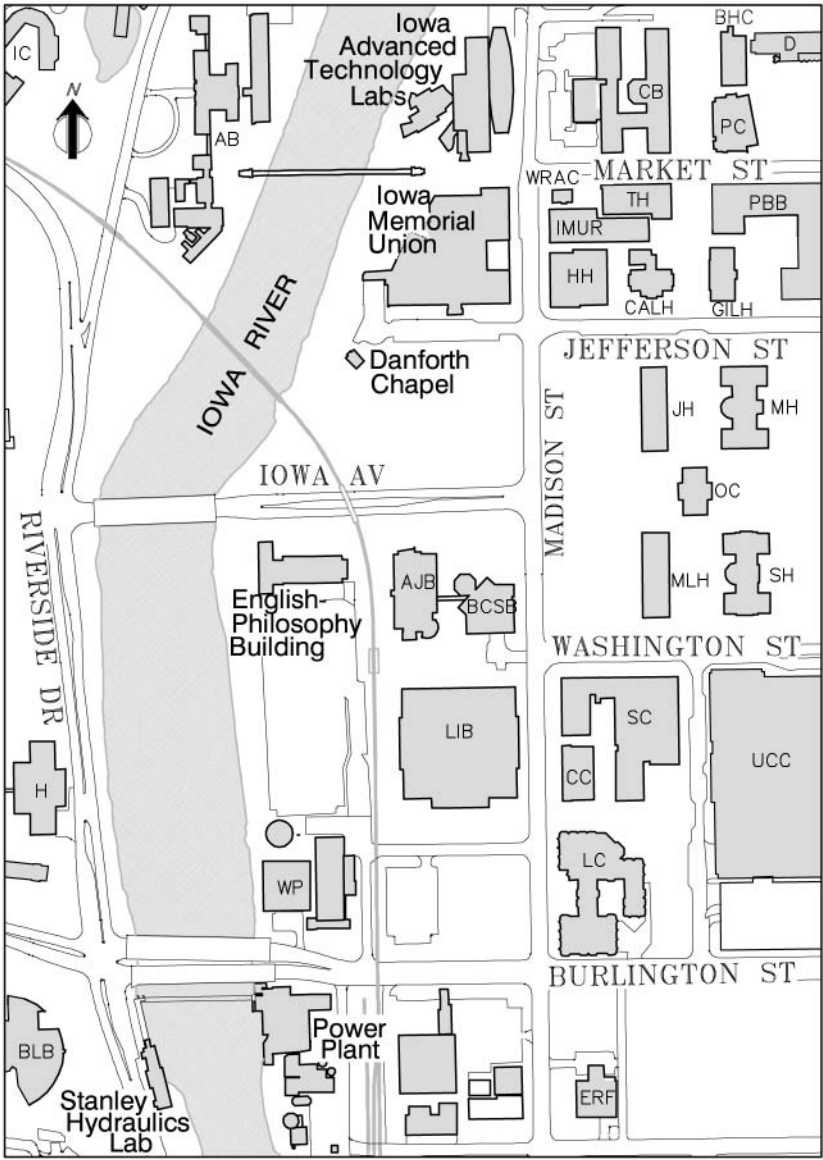 BHC
Iowa
Advanced
Technology
Labs
IC
D
CB
N
PC
AB
MARKET ST
WRAC
Iowa
Memorial
Union
TH
PBB
IMUR
HH
CALH
GILH
IOWA RIVER
JEFFERSON ST
Danforth
Chapel
JH
MH
MADISON ST
IOWA AV
OC
RIVERSIDE DR
AJB
MLH
SH
BCSB
English-
Philosophy
Building
WASHINGTON ST
SC
LIB
UCC
CC
H
LC
WP
BURLINGTON ST
Power
Plant
BLB
ERF
Stanley
Hydraulics
Lab